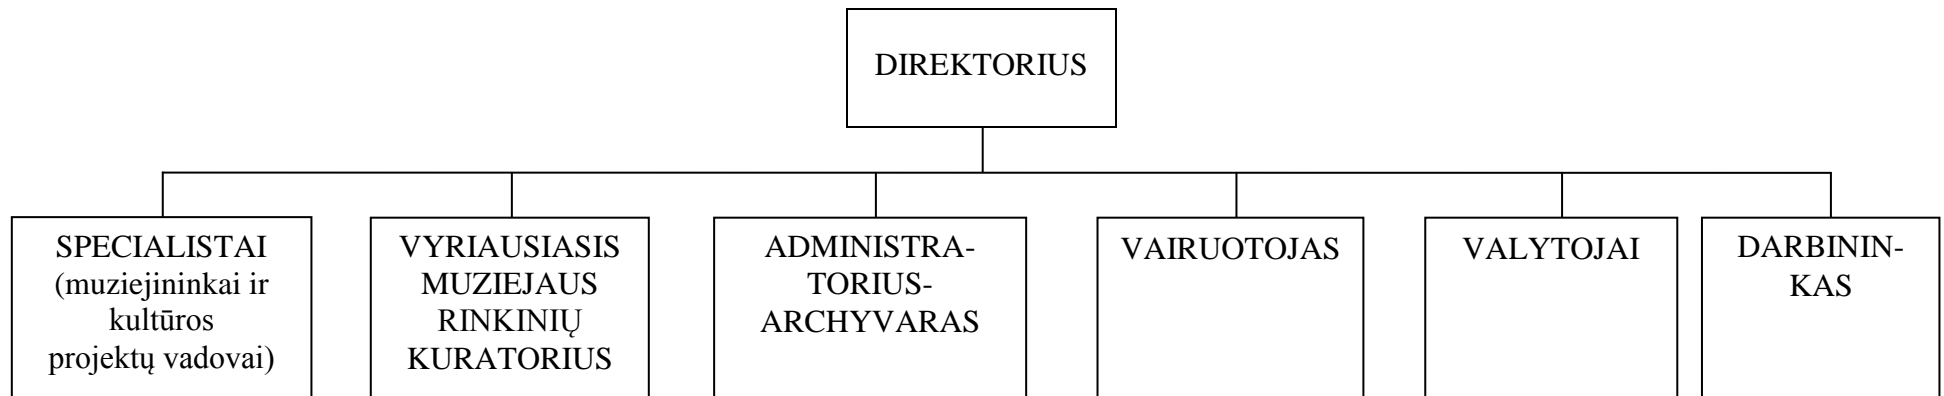 DIREKTORIUS
SPECIALISTAI
(muziejininkai ir
kultūros
projektų vadovai)
VYRIAUSIASIS
MUZIEJAUS
RINKINIŲ
KURATORIUS
ADMINISTRA-
TORIUS-
ARCHYVARAS
VAIRUOTOJAS
VALYTOJAI
DARBININ-
KAS